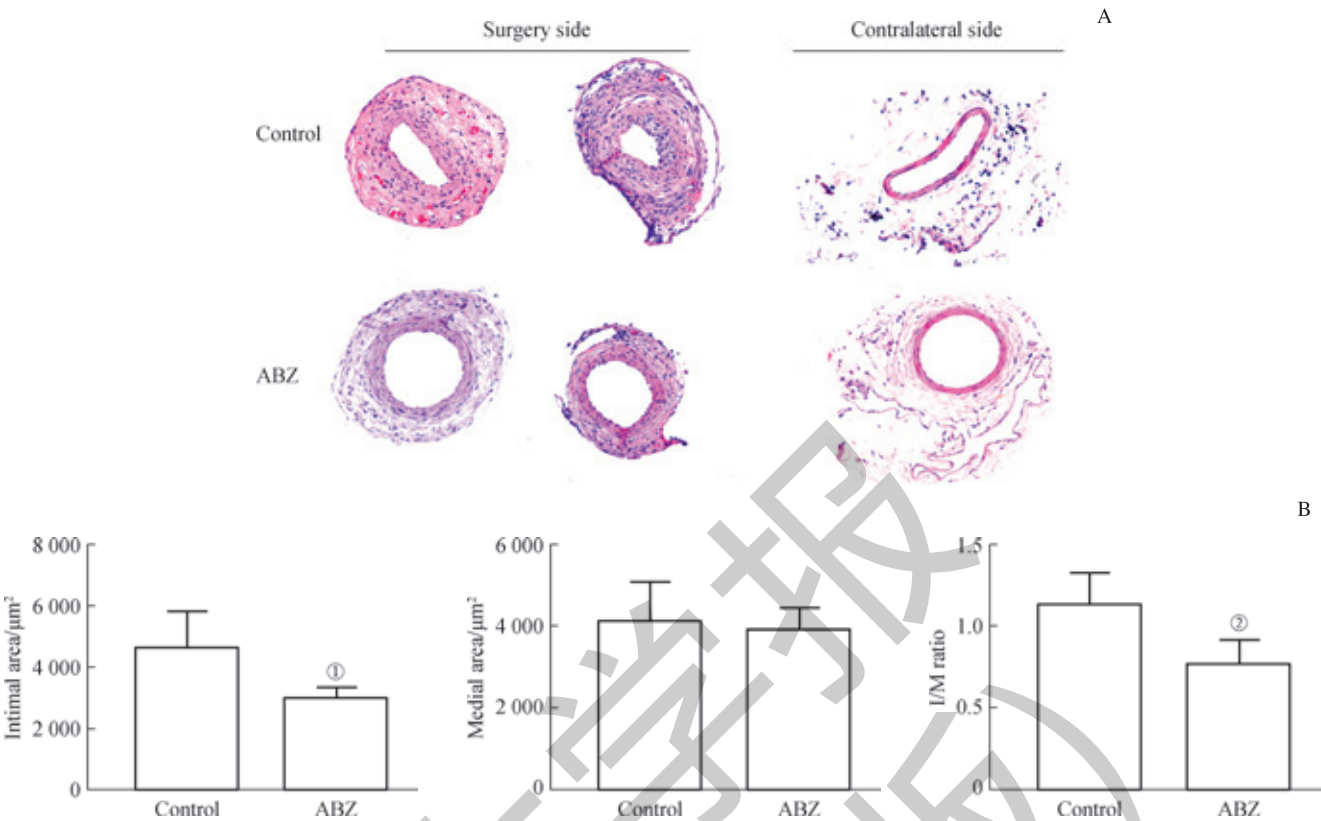 Surgery side
Contralateral side
A
Control
ABZ
B
8 000
6 000
4 000
2 000
0
Intimal area/μm²
①
Control
ABZ
6 000
4 000
2 000
0
Medial area/μm²
Control
ABZ
1.5
1.0
0.5
0
I/M ratio
②
Control
ABZ
学报